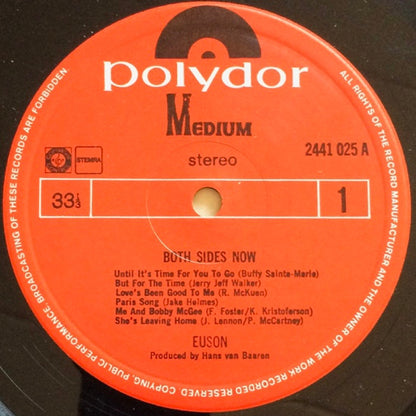 polydor
Medium
stereo
2441 025 A
STEMRA
33⅓
1
BOTH SIDES NOW
Until It's Time For You To Go (Buffy Sainte-Marie)
But For The Time (Jerry Jeff Walker)
Love's Been Good To Me (R. McKuen)
Paris Song (Jake Holmes)
Me And Bobby McGee (F. Foster/K. Kristoferson)
She's Leaving Home (J. Lennon/P. McCartney)
EUSON
Produced by Hans van Baaren
ALL RIGHTS OF THE RECORD MANUFACTURER AND THE OWNER OF THE WORK RECORDED RESERVED COPYING, PUBLIC PERFORMANCE, BROADCASTING OF THESE RECORDS ARE FORBIDDEN.